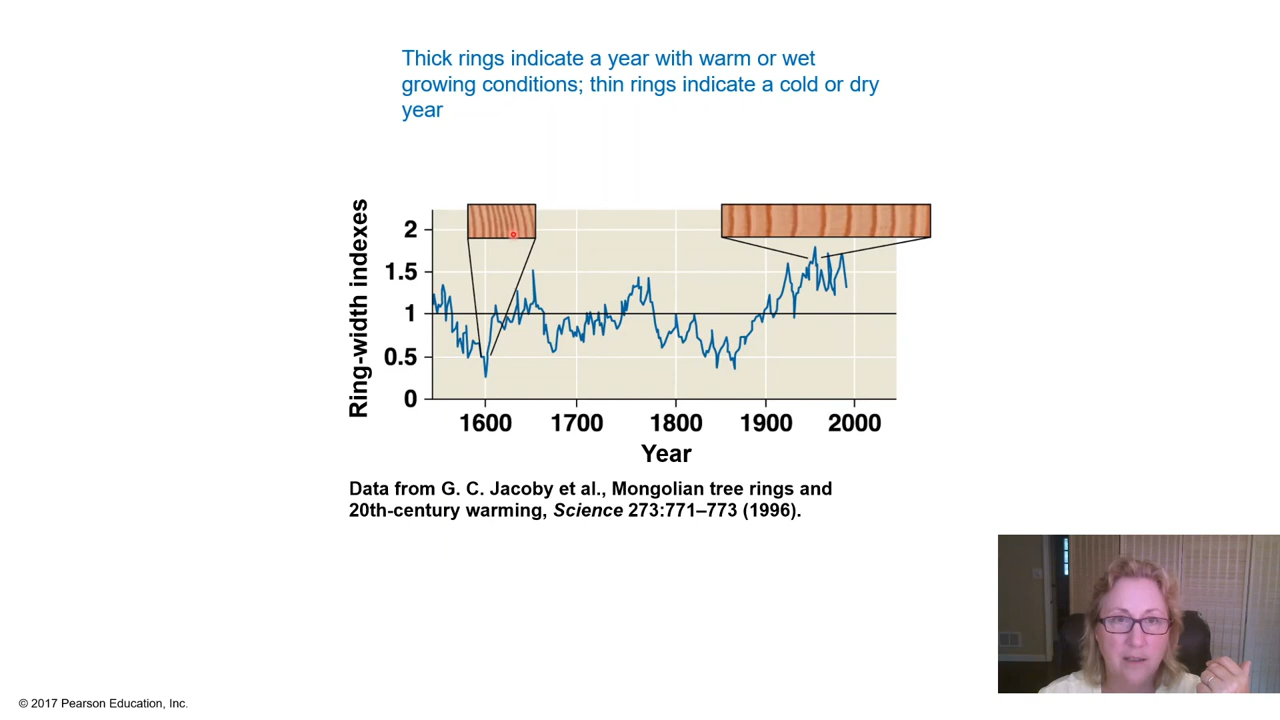 Thick rings indicate a year with warm or wet
growing conditions; thin rings indicate a cold or dry
year
Ring-width indexes
2
1.5
1
0.5
0
1600 1700 1800 1900 2000
Year
Data from G. C. Jacoby et al., Mongolian tree rings and
20th-century warming, Science 273:771–773 (1996).
© 2017 Pearson Education, Inc.